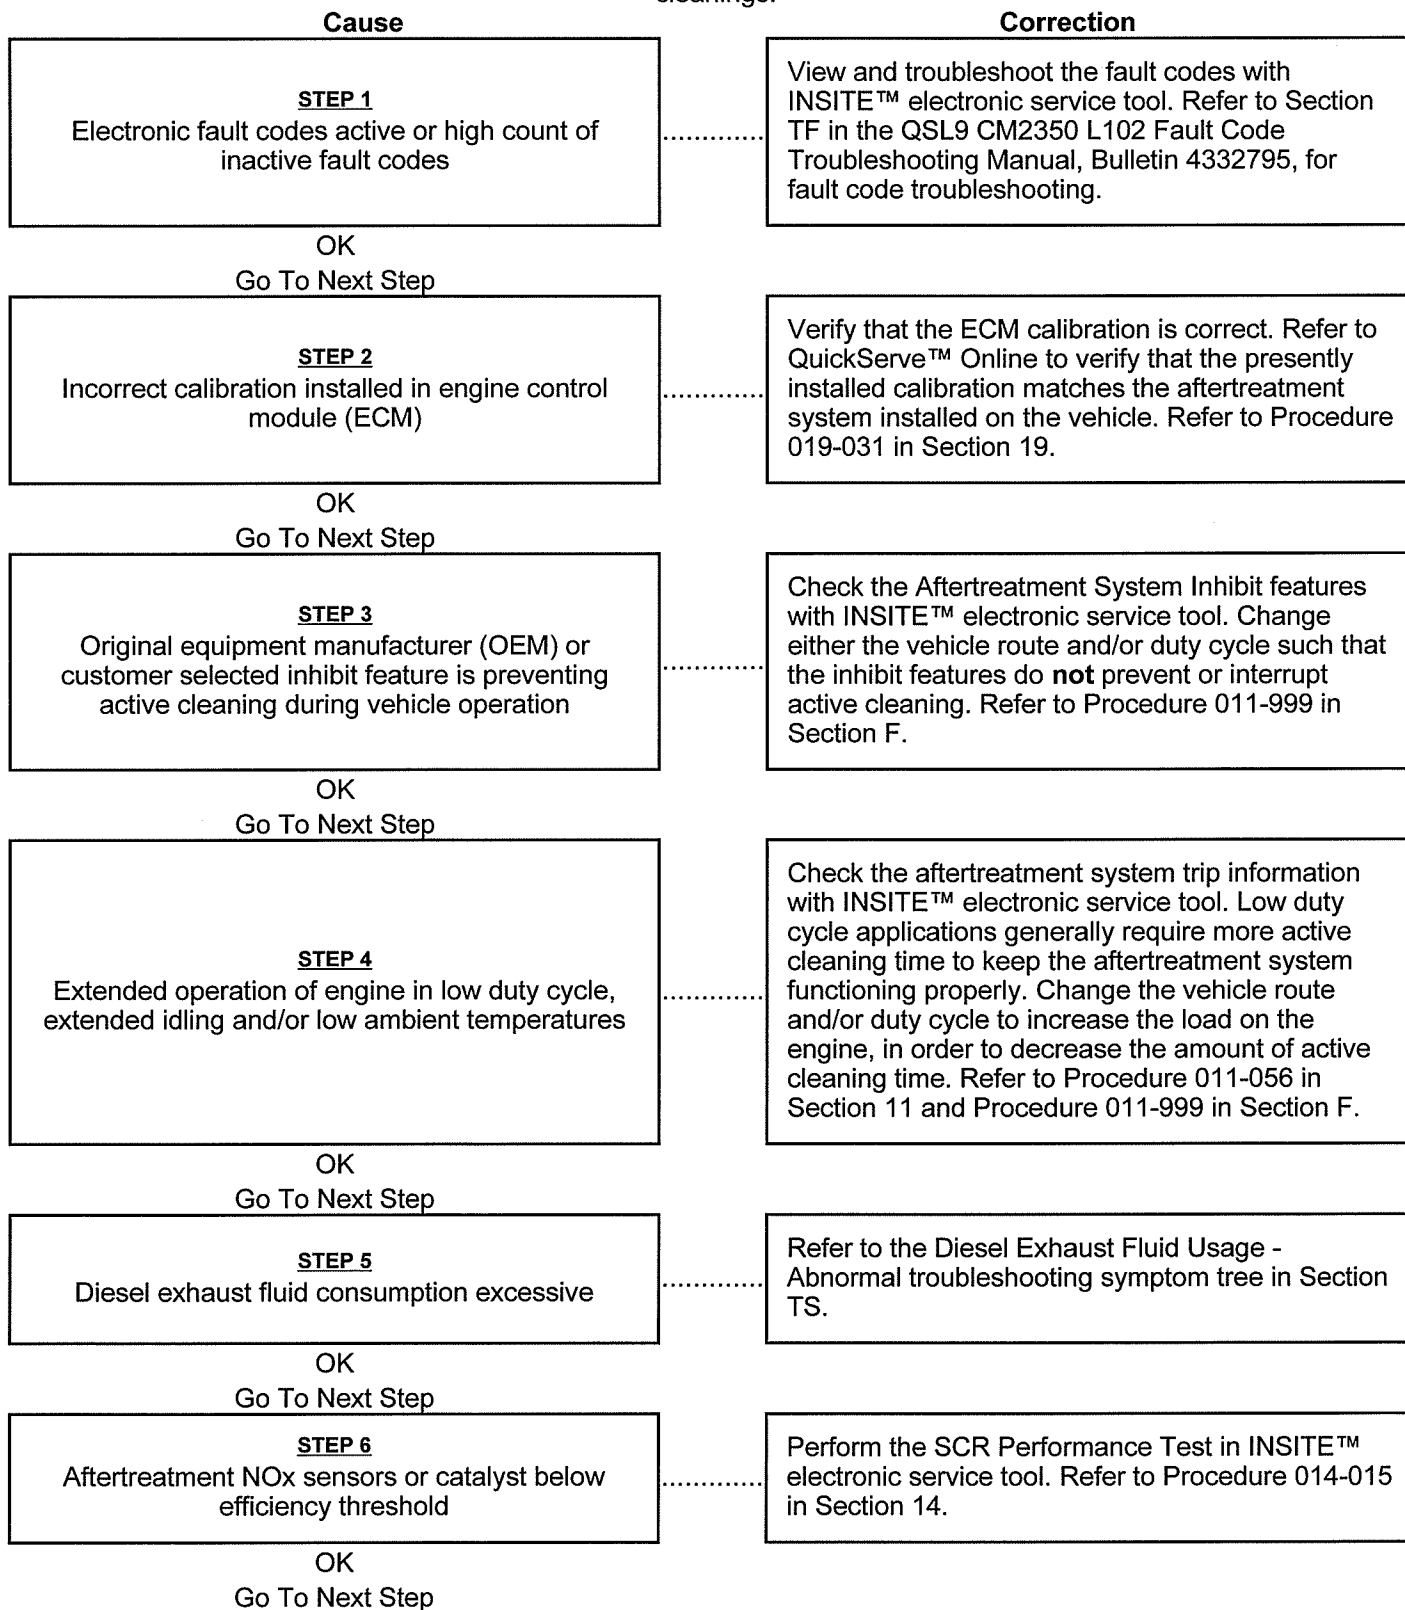 cleanings.
Cause
Correction
STEP 1
Electronic fault codes active or high count of
inactive fault codes
View and troubleshoot the fault codes with
INSITE™ electronic service tool. Refer to Section
TF in the QSL9 CM2350 L102 Fault Code
Troubleshooting Manual, Bulletin 4332795, for
fault code troubleshooting.
OK
Go To Next Step
STEP 2
Incorrect calibration installed in engine control
module (ECM)
Verify that the ECM calibration is correct. Refer to
QuickServe™ Online to verify that the presently
installed calibration matches the aftertreatment
system installed on the vehicle. Refer to Procedure
019-031 in Section 19.
OK
Go To Next Step
STEP 3
Original equipment manufacturer (OEM) or
customer selected inhibit feature is preventing
active cleaning during vehicle operation
Check the Aftertreatment System Inhibit features
with INSITE™ electronic service tool. Change
either the vehicle route and/or duty cycle such that
the inhibit features do not prevent or interrupt
active cleaning. Refer to Procedure 011-999 in
Section F.
OK
Go To Next Step
STEP 4
Extended operation of engine in low duty cycle,
extended idling and/or low ambient temperatures
Check the aftertreatment system trip information
with INSITE™ electronic service tool. Low duty
cycle applications generally require more active
cleaning time to keep the aftertreatment system
functioning properly. Change the vehicle route
and/or duty cycle to increase the load on the
engine, in order to decrease the amount of active
cleaning time. Refer to Procedure 011-056 in
Section 11 and Procedure 011-999 in Section F.
OK
Go To Next Step
STEP 5
Diesel exhaust fluid consumption excessive
Refer to the Diesel Exhaust Fluid Usage -
Abnormal troubleshooting symptom tree in Section
TS.
OK
Go To Next Step
STEP 6
Aftertreatment NOx sensors or catalyst below
efficiency threshold
Perform the SCR Performance Test in INSITE™
electronic service tool. Refer to Procedure 014-015
in Section 14.
OK
Go To Next Step